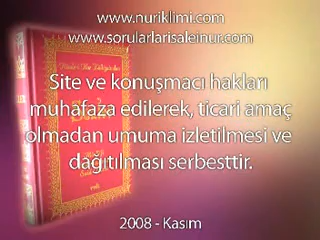 www.nuriklimi.com
www.sorularlarisaleinur.com
Site ve konuşmacı hakları
muhafaza edilerek, ticari amaç
olmadan umuma izletilmesi ve
dağıtılması serbesttir.
2008 - Kasım